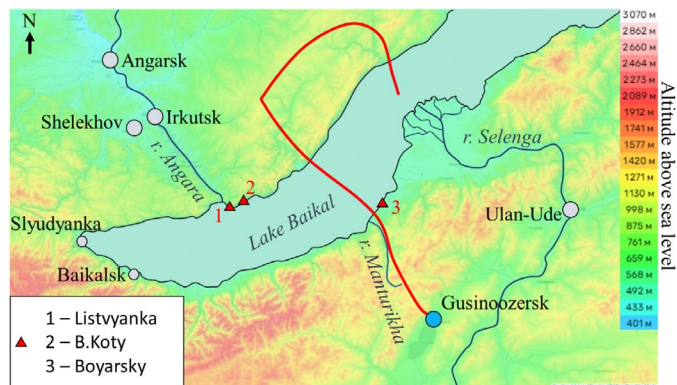 N
Angarsk
Irkutsk
Shelekhov
r. Angara
1
2
Slyudyanka
Baikalsk
Lake Baikal
3
r. Manturikha
r. Selenga
Ulan-Ude
Gusinoozersk
1 – Listvyanka
2 – B.Koty
3 – Boyarsky
3070 м
2862 м
2660 м
2464 м
2273 м
2089 м
1912 м
1741 м
1577 м
1420 м
1271 м
1130 м
998 м
875 м
761 м
659 м
568 м
492 м
433 м
401 м
Altitude above sea level